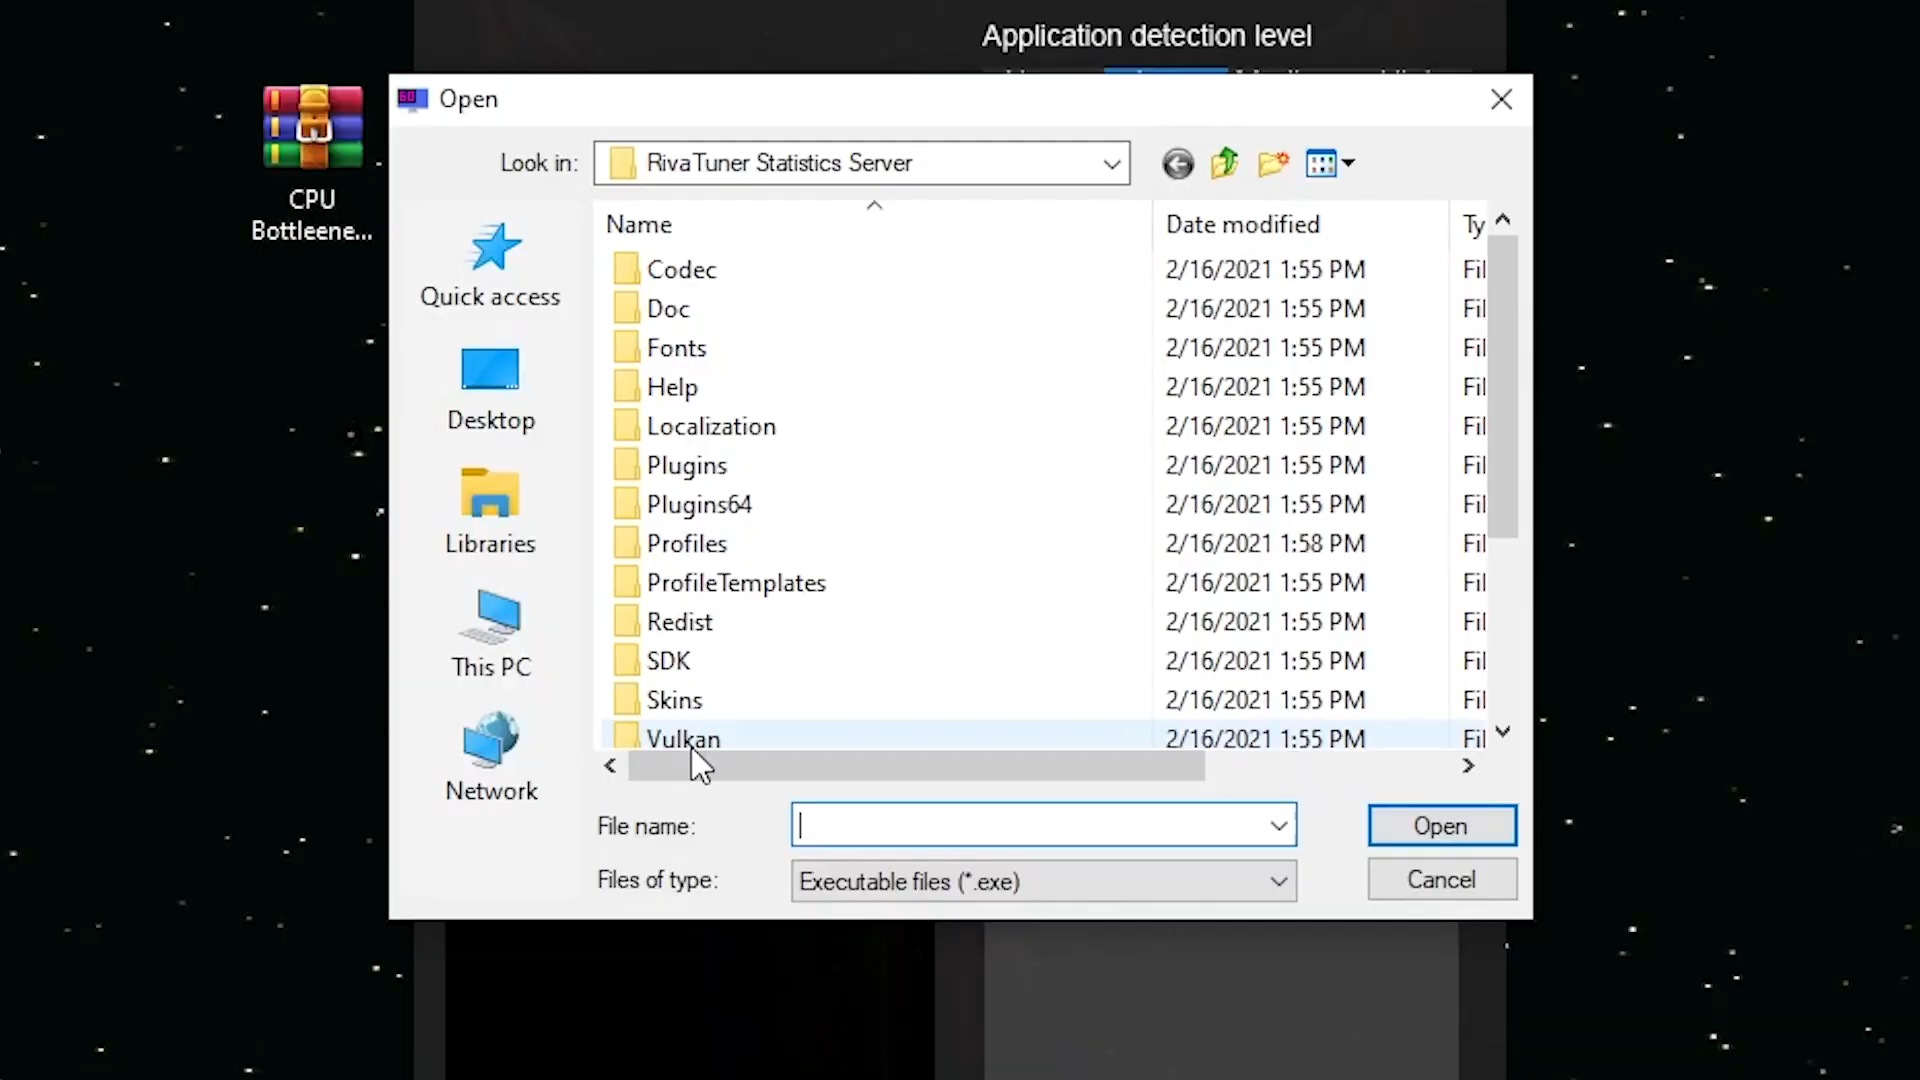 Application detection level
Open
Look in: RivaTuner Statistics Server
CPU
Bottleene...
Quick access
Desktop
Libraries
This PC
Network
Name Date modified Ty
Codec 2/16/2021 1:55 PM Fil
Doc 2/16/2021 1:55 PM Fil
Fonts 2/16/2021 1:55 PM Fil
Help 2/16/2021 1:55 PM Fil
Localization 2/16/2021 1:55 PM Fil
Plugins 2/16/2021 1:55 PM Fil
Plugins64 2/16/2021 1:55 PM Fil
Profiles 2/16/2021 1:58 PM Fil
ProfileTemplates 2/16/2021 1:55 PM Fil
Redist 2/16/2021 1:55 PM Fil
SDK 2/16/2021 1:55 PM Fil
Skins 2/16/2021 1:55 PM Fil
Vulkan 2/16/2021 1:55 PM Fil
File name: Open
Files of type: Executable files (*.exe) Cancel